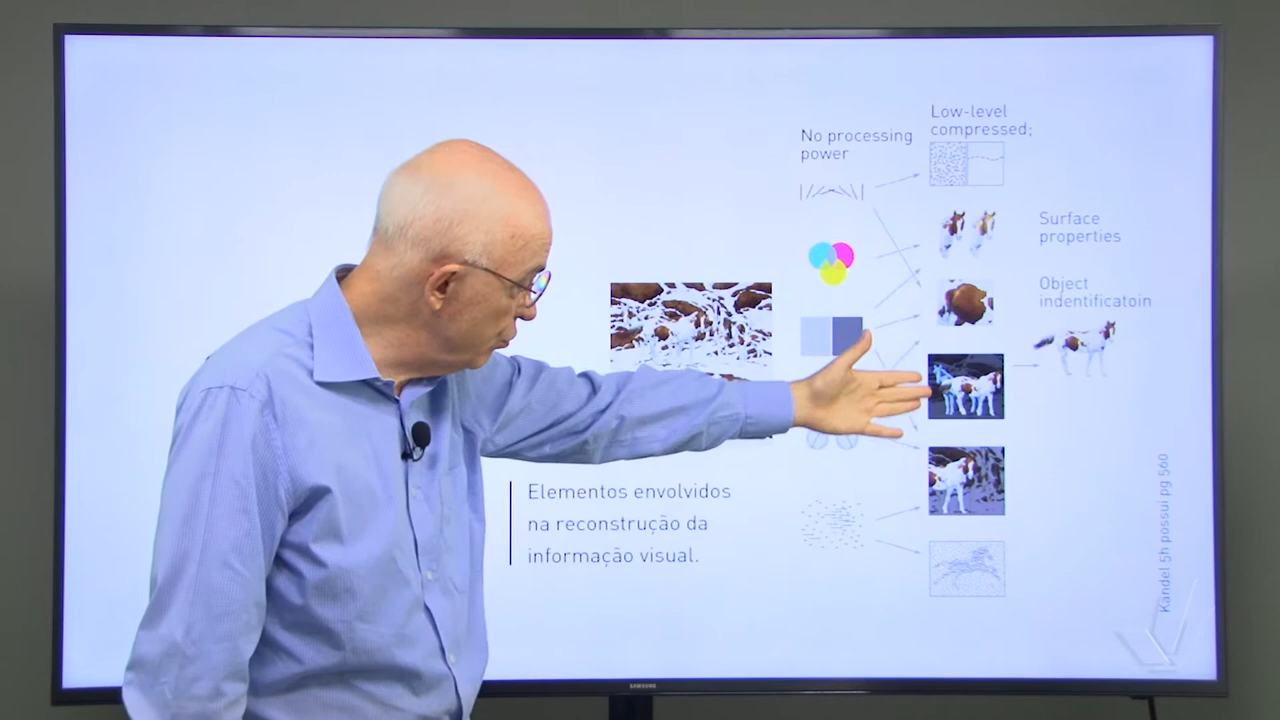 No processing
power
Low-level
compressed;
Surface
properties
Object
indentificatoin
Elementos envolvidos
na reconstrução da
informação visual.
Kandel 5h possui pg 560
SAMSUNG